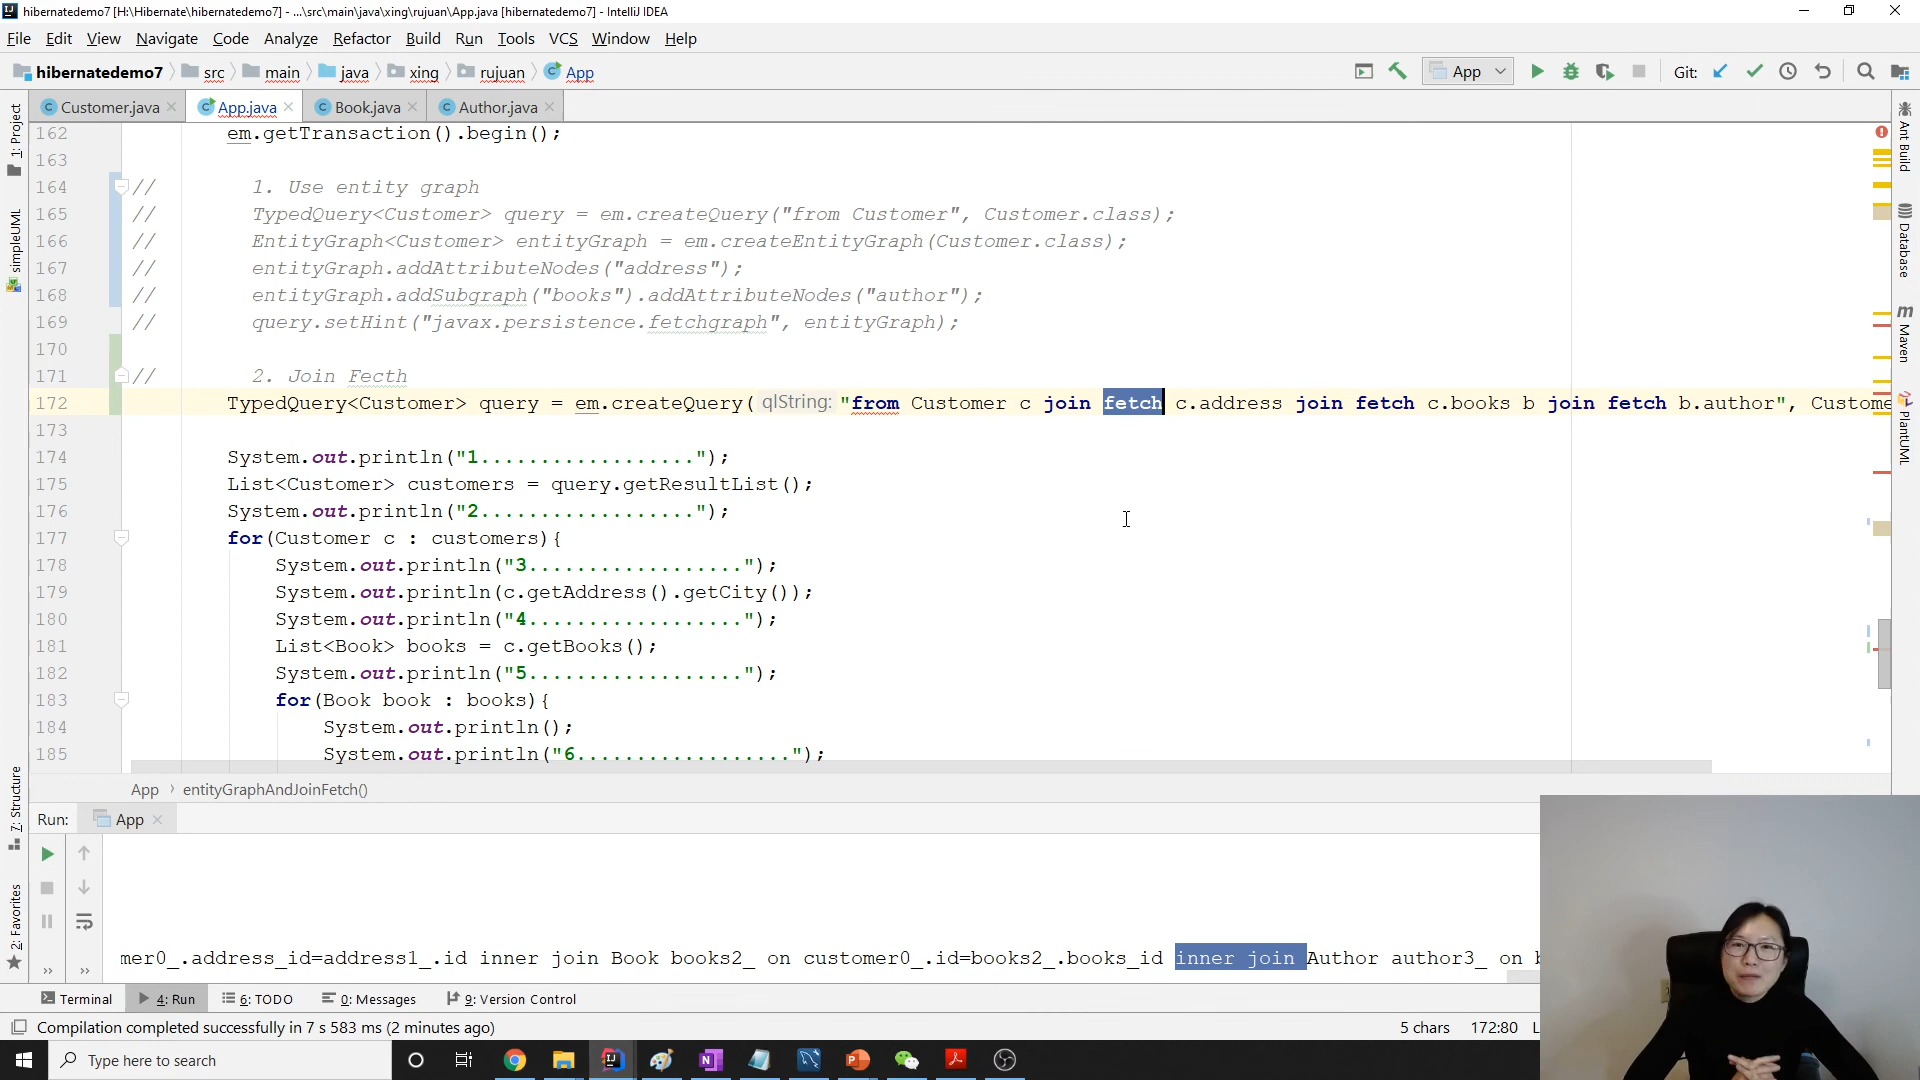 hibernatedemo7 [H:\Hibernate\hibernatedemo7] - ...\src\main\java\xing\rujuan\App.java [hibernatedemo7] - IntelliJ IDEA
File Edit View Navigate Code Analyze Refactor Build Run Tools VCS Window Help
hibernatedemo7 src main java xing rujuan App
App Git:
Customer.java App.java Book.java Author.java
162 em.getTransaction().begin();
163
164 // 1. Use entity graph
165 // TypedQuery<Customer> query = em.createQuery("from Customer", Customer.class);
166 // EntityGraph<Customer> entityGraph = em.createEntityGraph(Customer.class);
167 // entityGraph.addAttributeNodes("address");
168 // entityGraph.addSubgraph("books").addAttributeNodes("author");
169 // query.setHint("javax.persistence.fetchgraph", entityGraph);
170
171 // 2. Join Fecth
172 TypedQuery<Customer> query = em.createQuery( qlString: "from Customer c join fetch c.address join fetch c.books b join fetch b.author", Custome
173
174 System.out.println("1..................");
175 List<Customer> customers = query.getResultList();
176 System.out.println("2..................");
177 for(Customer c : customers){
178 System.out.println("3..................");
179 System.out.println(c.getAddress().getCity());
180 System.out.println("4..................");
181 List<Book> books = c.getBooks();
182 System.out.println("5..................");
183 for(Book book : books){
184 System.out.println();
185 System.out.println("6..................");
1: Project
simpleUML
7: Structure
2: Favorites
Ant Build
Database
Maven
PlantUML
App › entityGraphAndJoinFetch()
Run: App
mer0_.address_id=address1_.id inner join Book books2_ on customer0_.id=books2_.books_id inner join Author author3_ on b
Terminal 4: Run 6: TODO 0: Messages 9: Version Control
Compilation completed successfully in 7 s 583 ms (2 minutes ago)
5 chars 172:80 L
Type here to search